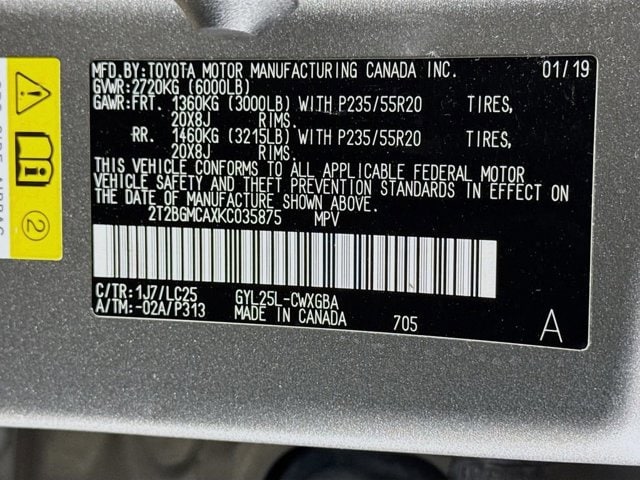 MFD.BY:TOYOTA MOTOR MANUFACTURING CANADA INC. 01/19
GVWR:2720KG (6000LB)
GAWR:FRT. 1360KG (3000LB) WITH P235/55R20 TIRES,
20X8J RIMS.
RR. 1460KG (3215LB) WITH P235/55R20 TIRES,
20X8J RIMS.
THIS VEHICLE CONFORMS TO ALL APPLICABLE FEDERAL MOTOR
VEHICLE SAFETY AND THEFT PREVENTION STANDARDS IN EFFECT ON
THE DATE OF MANUFACTURE SHOWN ABOVE.
2T2BGMCAXKC035875 MPV
C/TR:1J7/LC25 GYL25L-CWXGBA
A/TM:-02A/P313 MADE IN CANADA 705
A
2